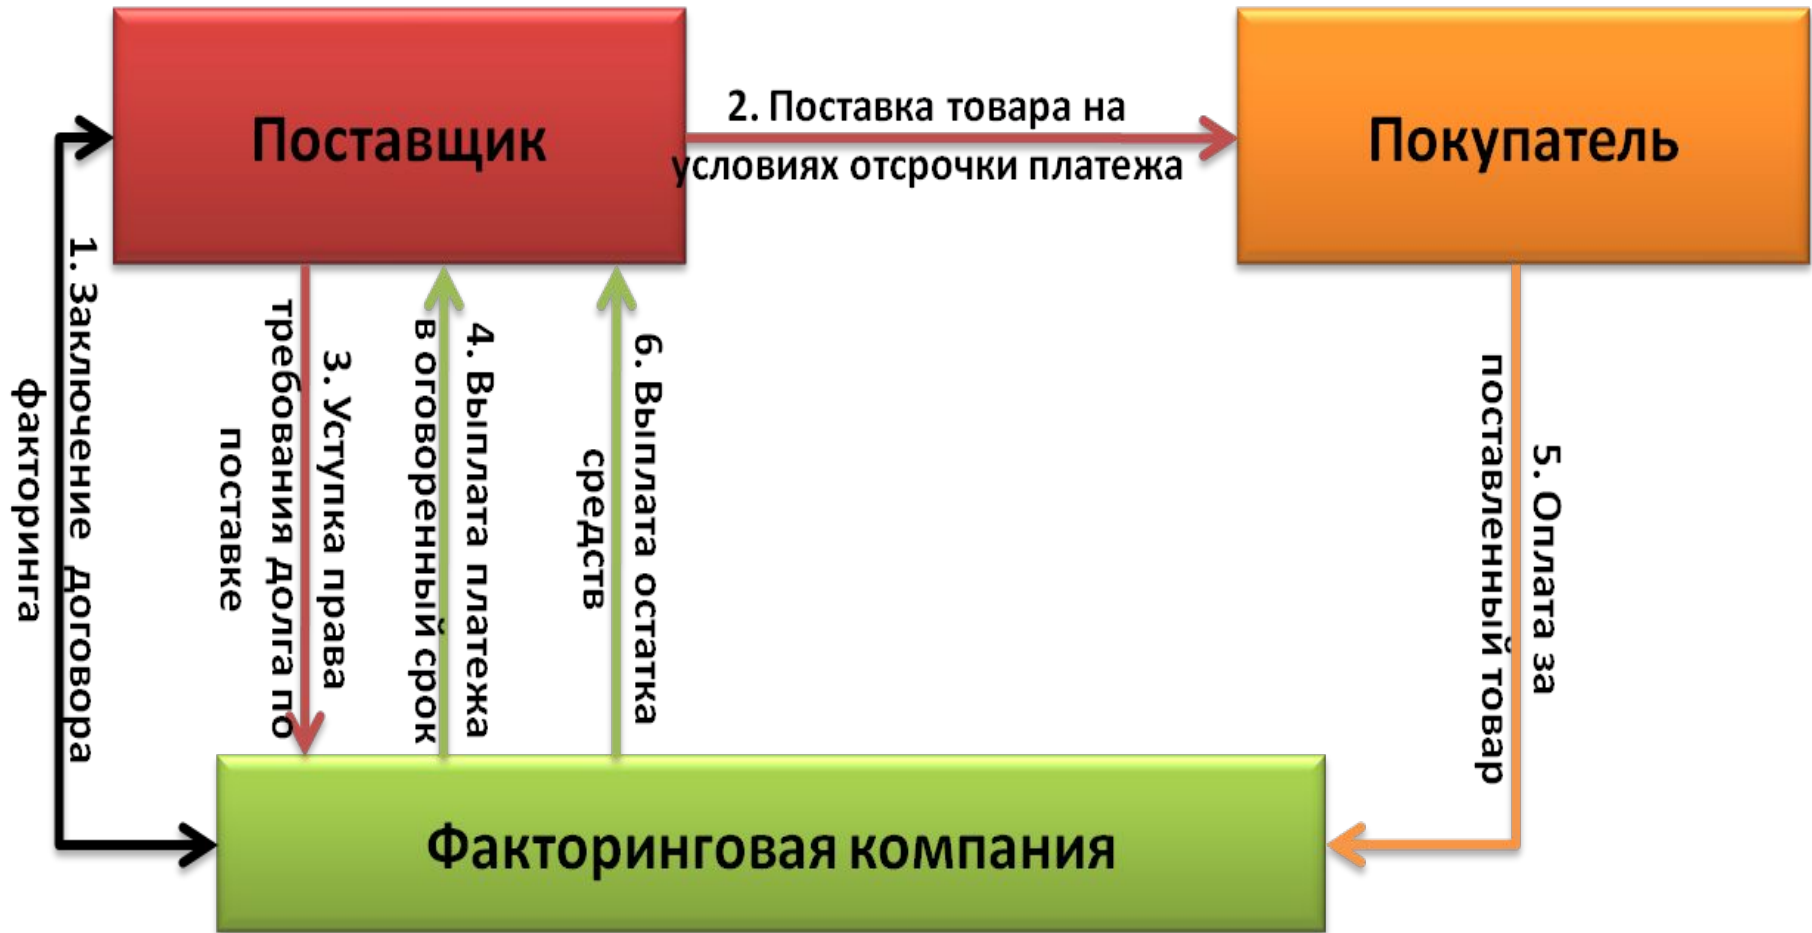 Поставщик
2. Поставка товара на
условиях отсрочки платежа
Покупатель
1. Заключение договора
факторинга
3. Уступка права
требования долга по
поставке
4. Выплата платежа
в оговоренный срок
6. Выплата остатка
средств
5. Оплата за
поставленный товар
Факторинговая компания